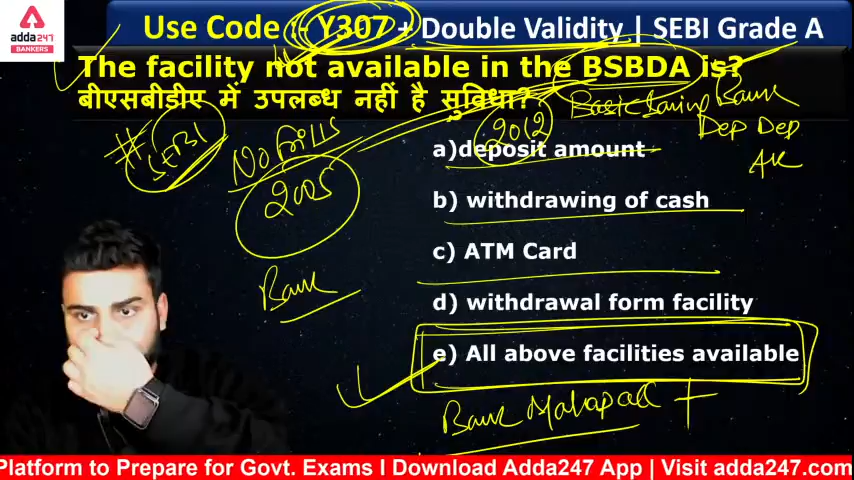 adda247
BANKERS
Use Code :- Y307 + Double Validity | SEBI Grade A
The facility not available in the BSBDA is?
बीएसबीडीए में उपलब्ध नहीं है सुविधा?
Bank
Dep Dep
#SEBI
No Frills
2005
2012
Bank
a)deposit amount
b) withdrawing of cash
c) ATM Card
d) withdrawal form facility
e) All above facilities available
Bank
Platform to Prepare for Govt. Exams I Download Adda247 App | Visit adda247.com